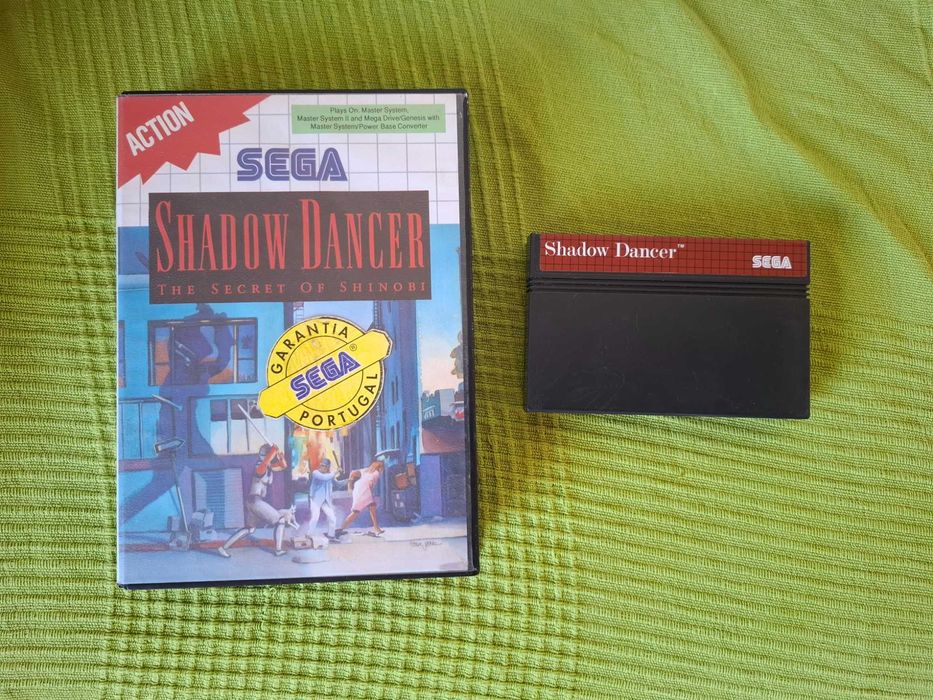 ACTION
Plays On: Master System,
Master System II and Mega Drive/Genesis with
Master System/Power Base Converter
SEGA
SHADOW DANCER
THE SECRET OF SHINOBI
GARANTIA
SEGA®
PORTUGAL
Shadow Dancer™
SEGA